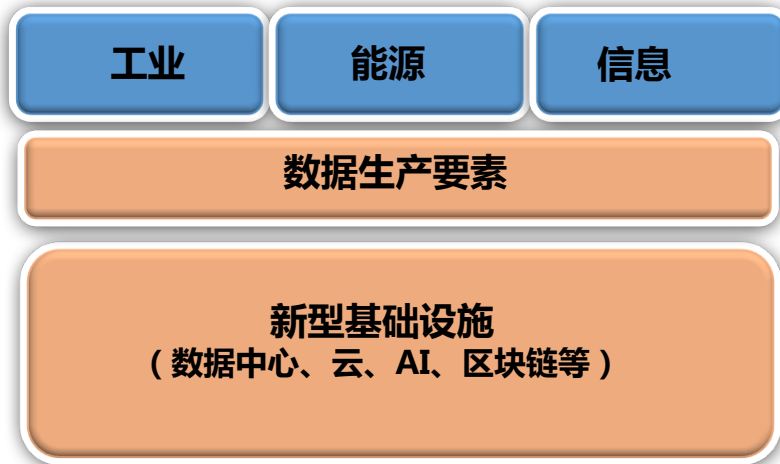 工业 能源 信息
数据生产要素
新型基础设施
（数据中心、云、AI、区块链等）